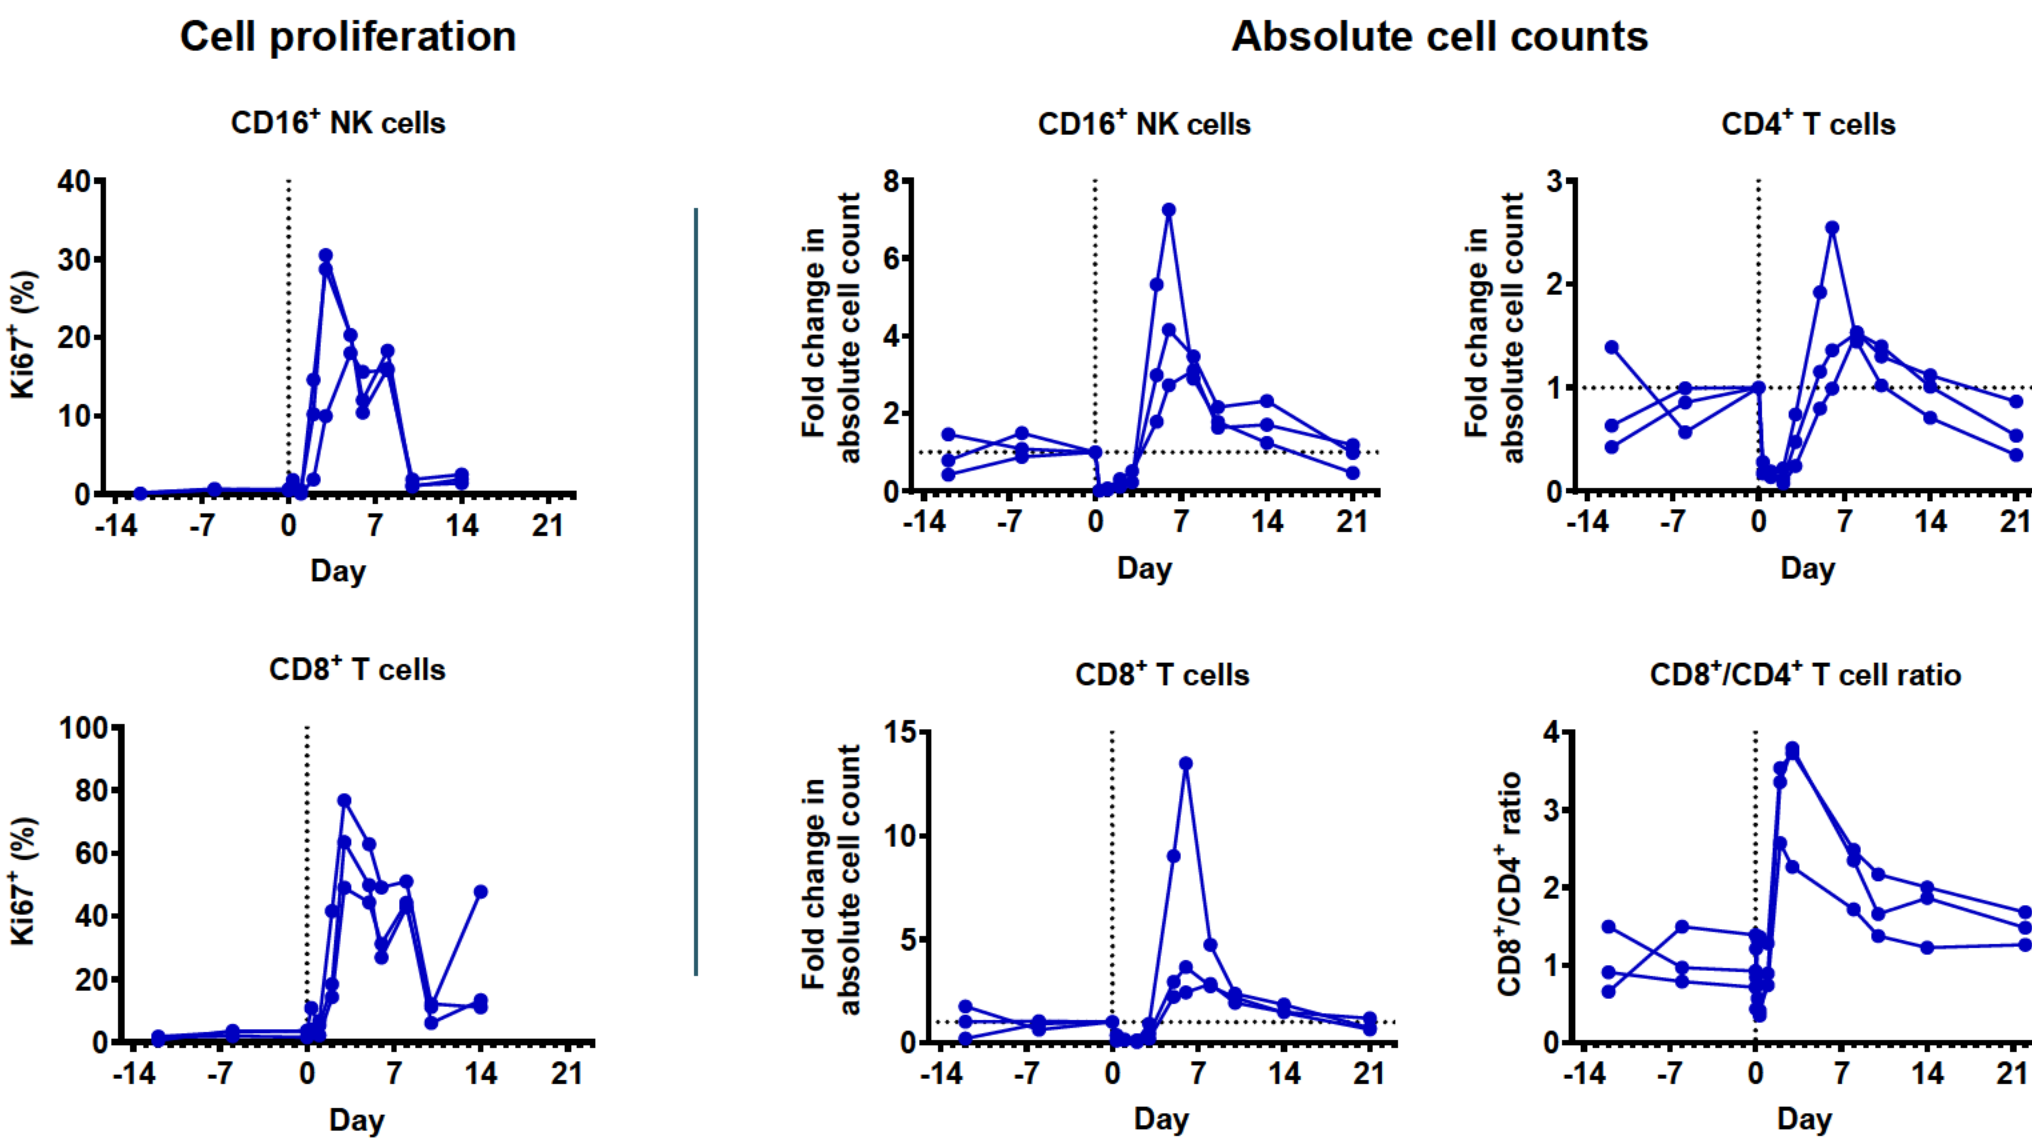 Cell proliferation
Absolute cell counts
CD16⁺ NK cells
Ki67⁺ (%)
40
30
20
10
0
-14 -7 0 7 14 21
Day
CD16⁺ NK cells
Fold change in
absolute cell count
8
6
4
2
0
-14 -7 0 7 14 21
Day
CD4⁺ T cells
Fold change in
absolute cell count
3
2
1
0
-14 -7 0 7 14 21
Day
CD8⁺ T cells
Ki67⁺ (%)
100
80
60
40
20
0
-14 -7 0 7 14 21
Day
CD8⁺ T cells
Fold change in
absolute cell count
15
10
5
0
-14 -7 0 7 14 21
Day
CD8⁺/CD4⁺ T cell ratio
CD8⁺/CD4⁺ ratio
4
3
2
1
0
-14 -7 0 7 14 21
Day